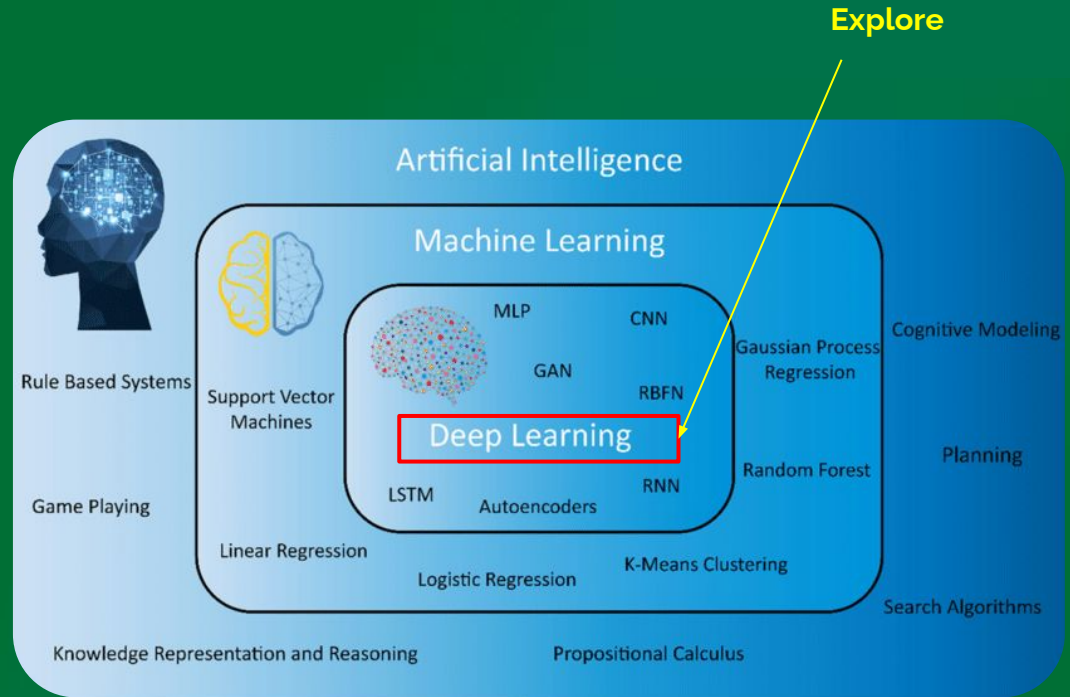 Explore
Artificial Intelligence
Machine Learning
MLP
CNN
GAN
RBFN
Deep Learning
LSTM
Autoencoders
RNN
Support Vector
Machines
Gaussian Process
Regression
Random Forest
Linear Regression
Logistic Regression
K-Means Clustering
Rule Based Systems
Cognitive Modeling
Planning
Game Playing
Search Algorithms
Knowledge Representation and Reasoning
Propositional Calculus